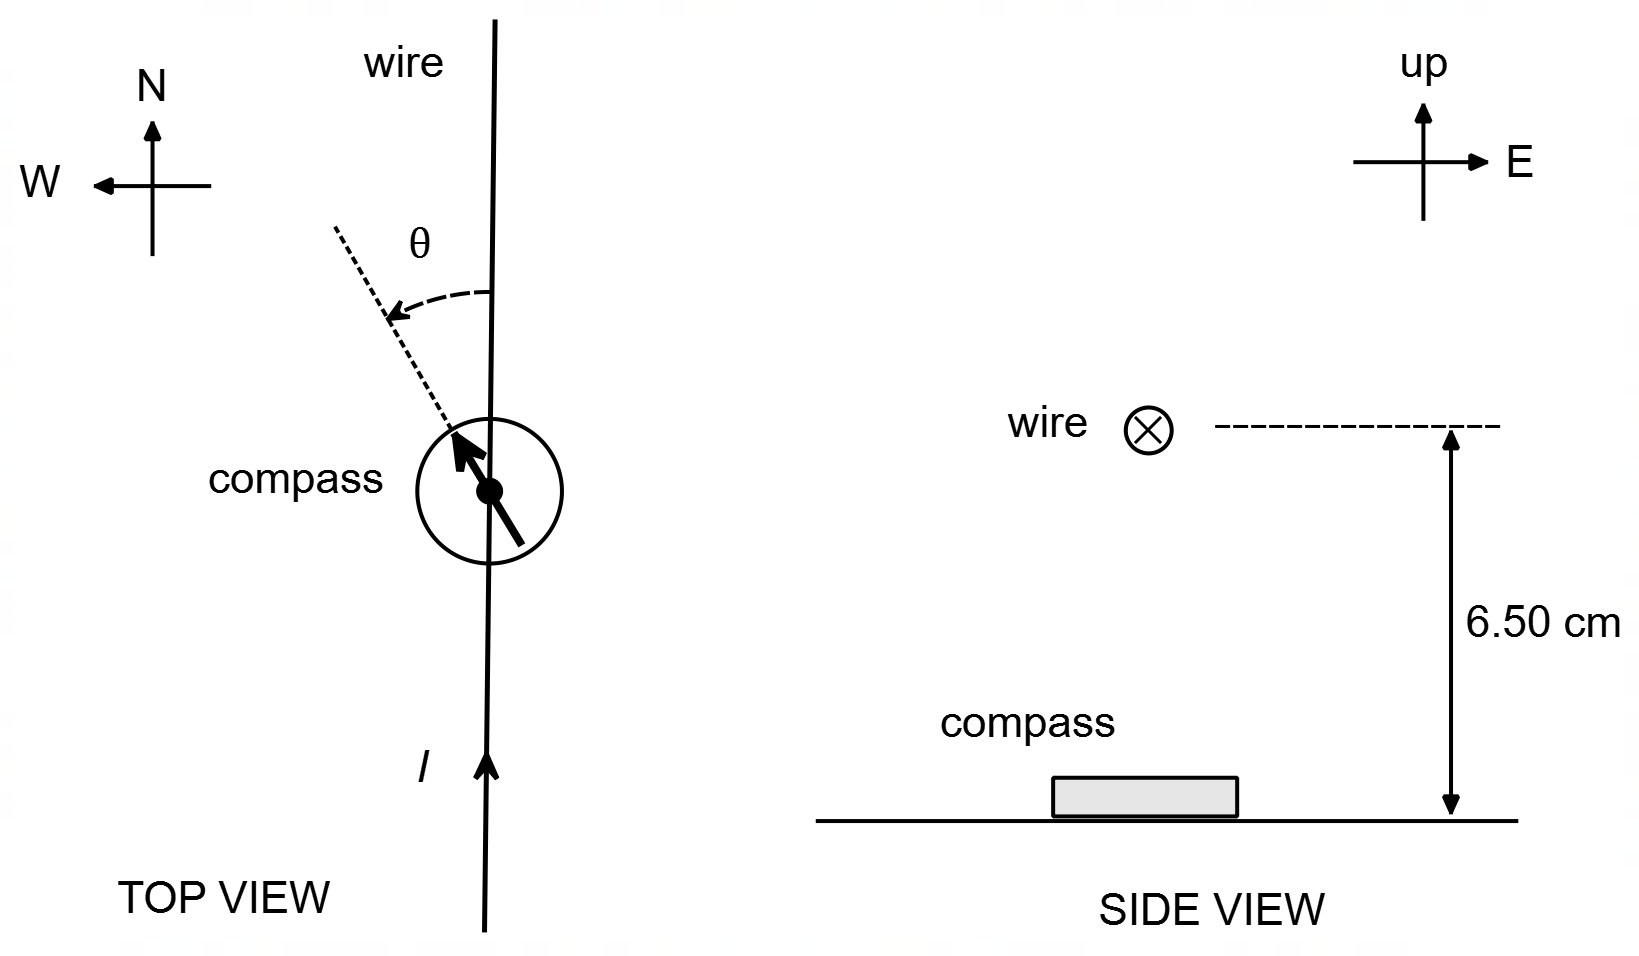 wire
N
W
θ
compass
I
TOP VIEW
up
E
wire
6.50 cm
compass
SIDE VIEW